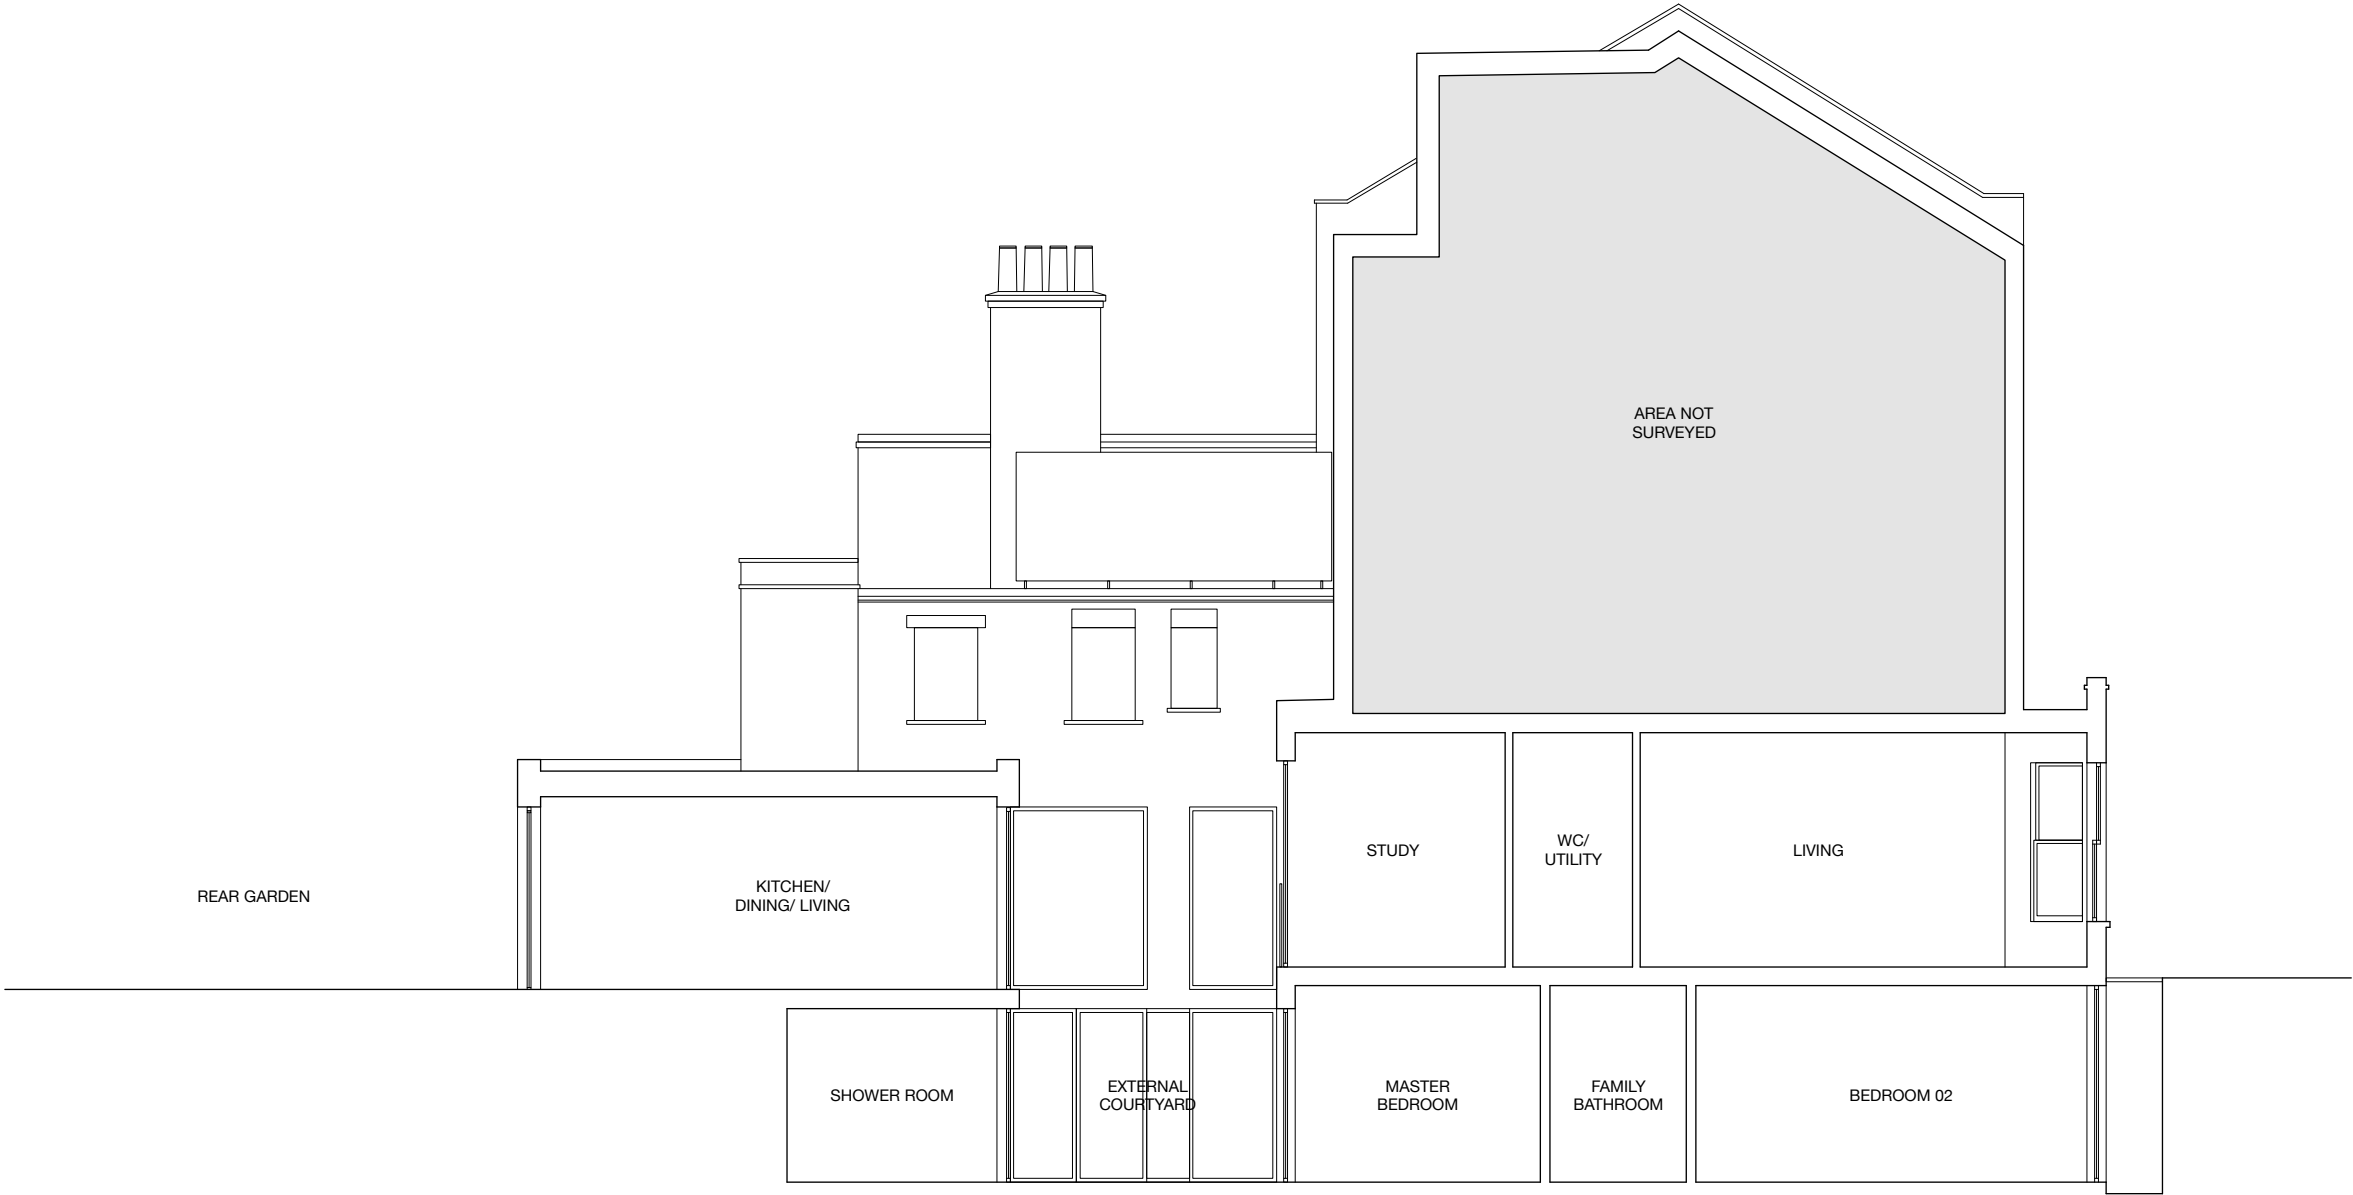 AREA NOT
SURVEYED
STUDY
WC/
UTILITY
LIVING
REAR GARDEN
KITCHEN/
DINING/ LIVING
SHOWER ROOM
EXTERNAL
COURTYARD
MASTER
BEDROOM
FAMILY
BATHROOM
BEDROOM 02